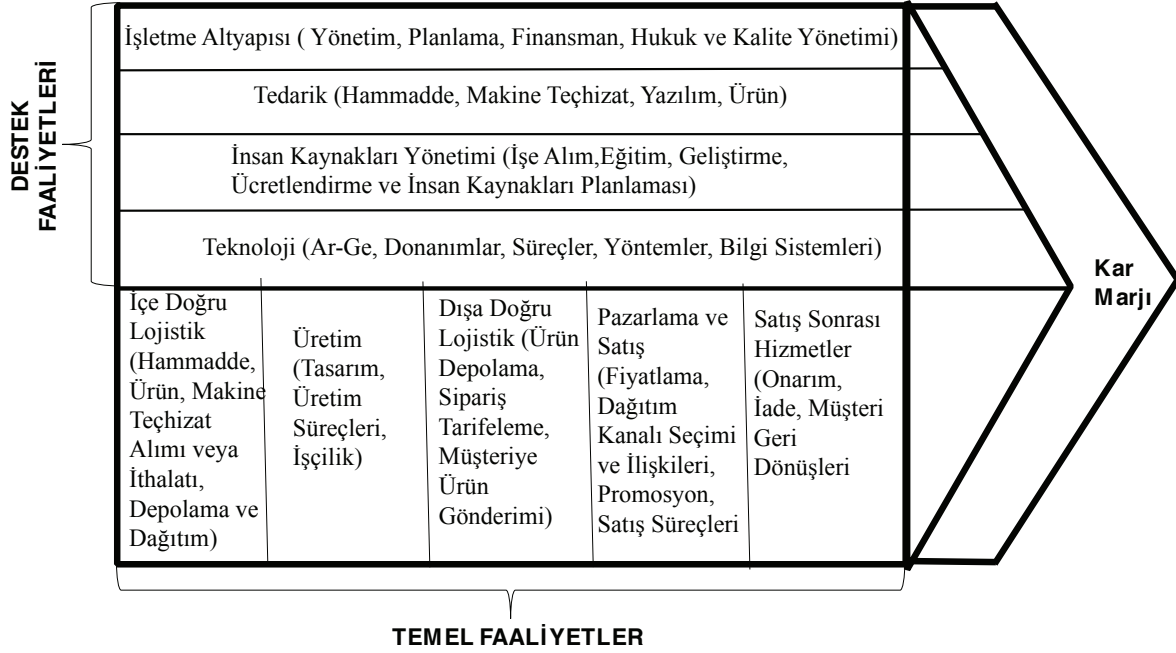 İşletme Altyapısı ( Yönetim, Planlama, Finansman, Hukuk ve Kalite Yönetimi)
Tedarik (Hammadde, Makine Teçhizat, Yazılım, Ürün)
İnsan Kaynakları Yönetimi (İşe Alım,Eğitim, Geliştirme,
Ücretlendirme ve İnsan Kaynakları Planlaması)
Teknoloji (Ar-Ge, Donanımlar, Süreçler, Yöntemler, Bilgi Sistemleri)
DESTEK
FAALİYETLERİ
İçe Doğru
Lojistik
(Hammadde,
Ürün, Makine
Teçhizat
Alımı veya
İthalatı,
Depolama ve
Dağıtım)
Üretim
(Tasarım,
Üretim
Süreçleri,
İşçilik)
Dışa Doğru
Lojistik (Ürün
Depolama,
Sipariş
Tarifeleme,
Müşteriye
Ürün
Gönderimi)
Pazarlama ve
Satış
(Fiyatlama,
Dağıtım
Kanalı Seçimi
ve İlişkileri,
Promosyon,
Satış Süreçleri
Satış Sonrası
Hizmetler
(Onarım,
İade, Müşteri
Geri
Dönüşleri
Kar
Marjı
TEMEL FAALİYETLER